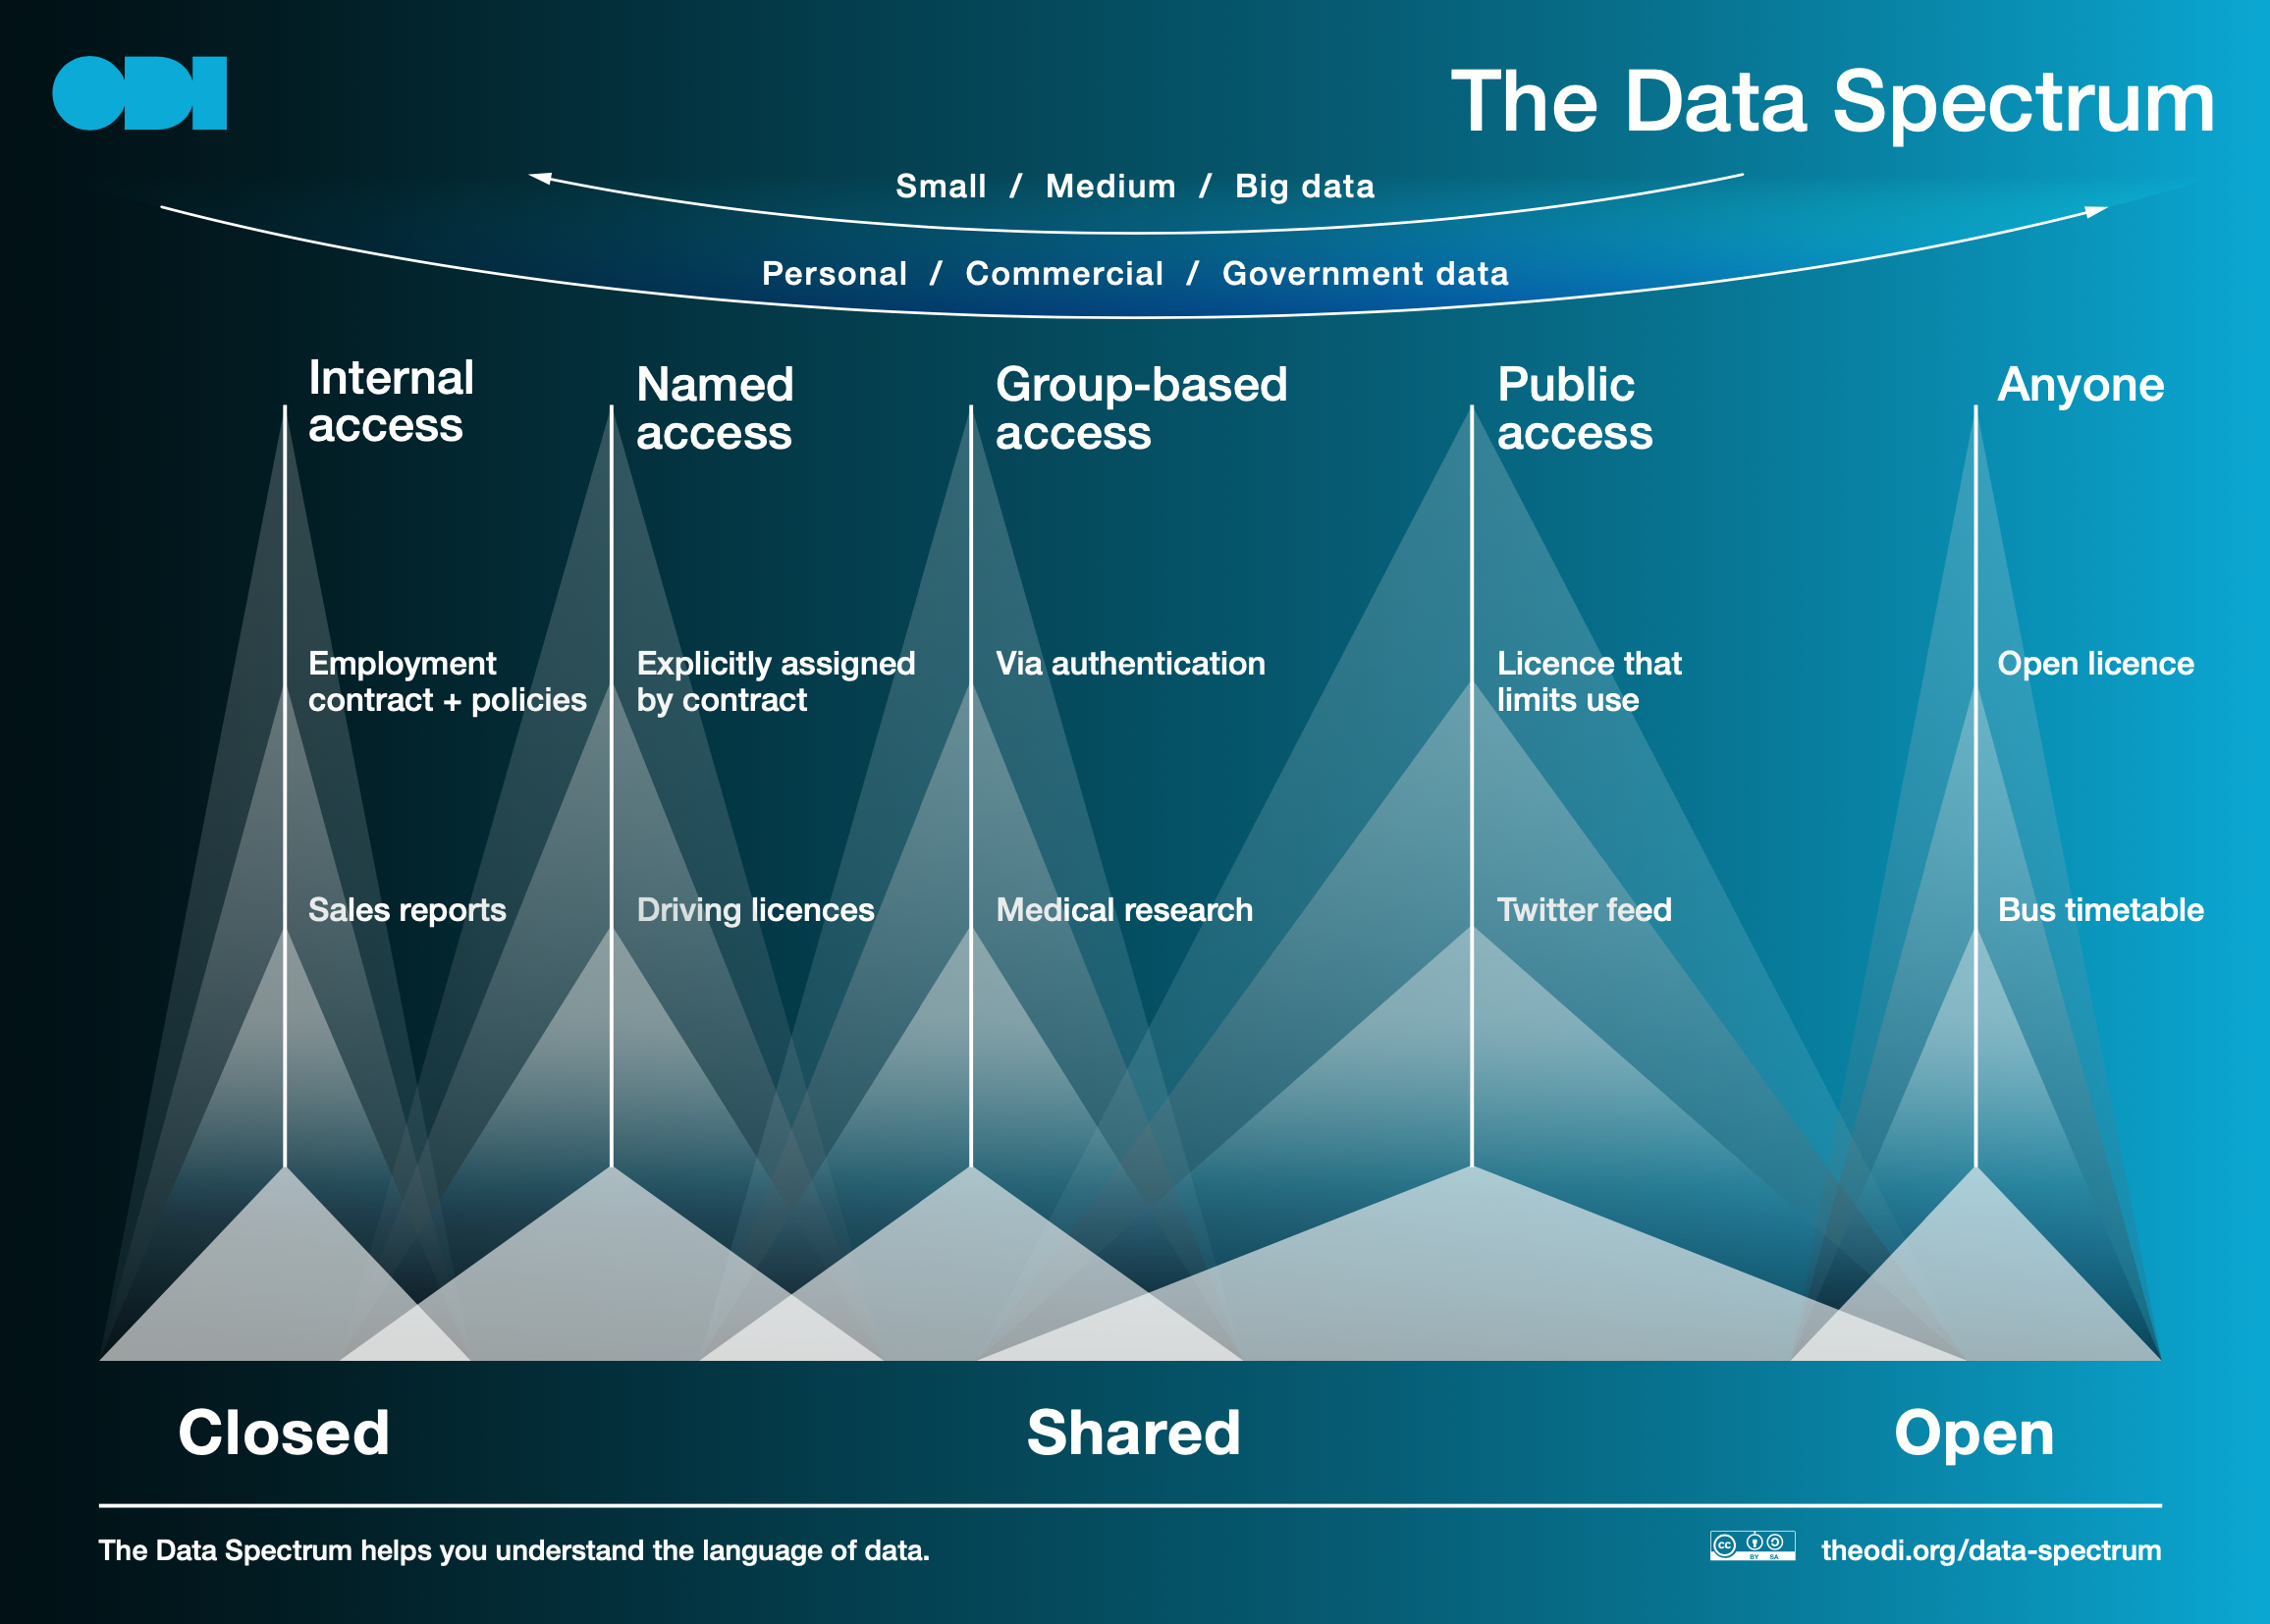 ODI
The Data Spectrum
Small / Medium / Big data
Personal / Commercial / Government data
Internal
access
Named
access
Group-based
access
Public
access
Anyone
Employment
contract + policies
Explicitly assigned
by contract
Via authentication
Licence that
limits use
Open licence
Sales reports
Driving licences
Medical research
Twitter feed
Bus timetable
Closed
Shared
Open
The Data Spectrum helps you understand the language of data.
cc
BY SA
theodi.org/data-spectrum